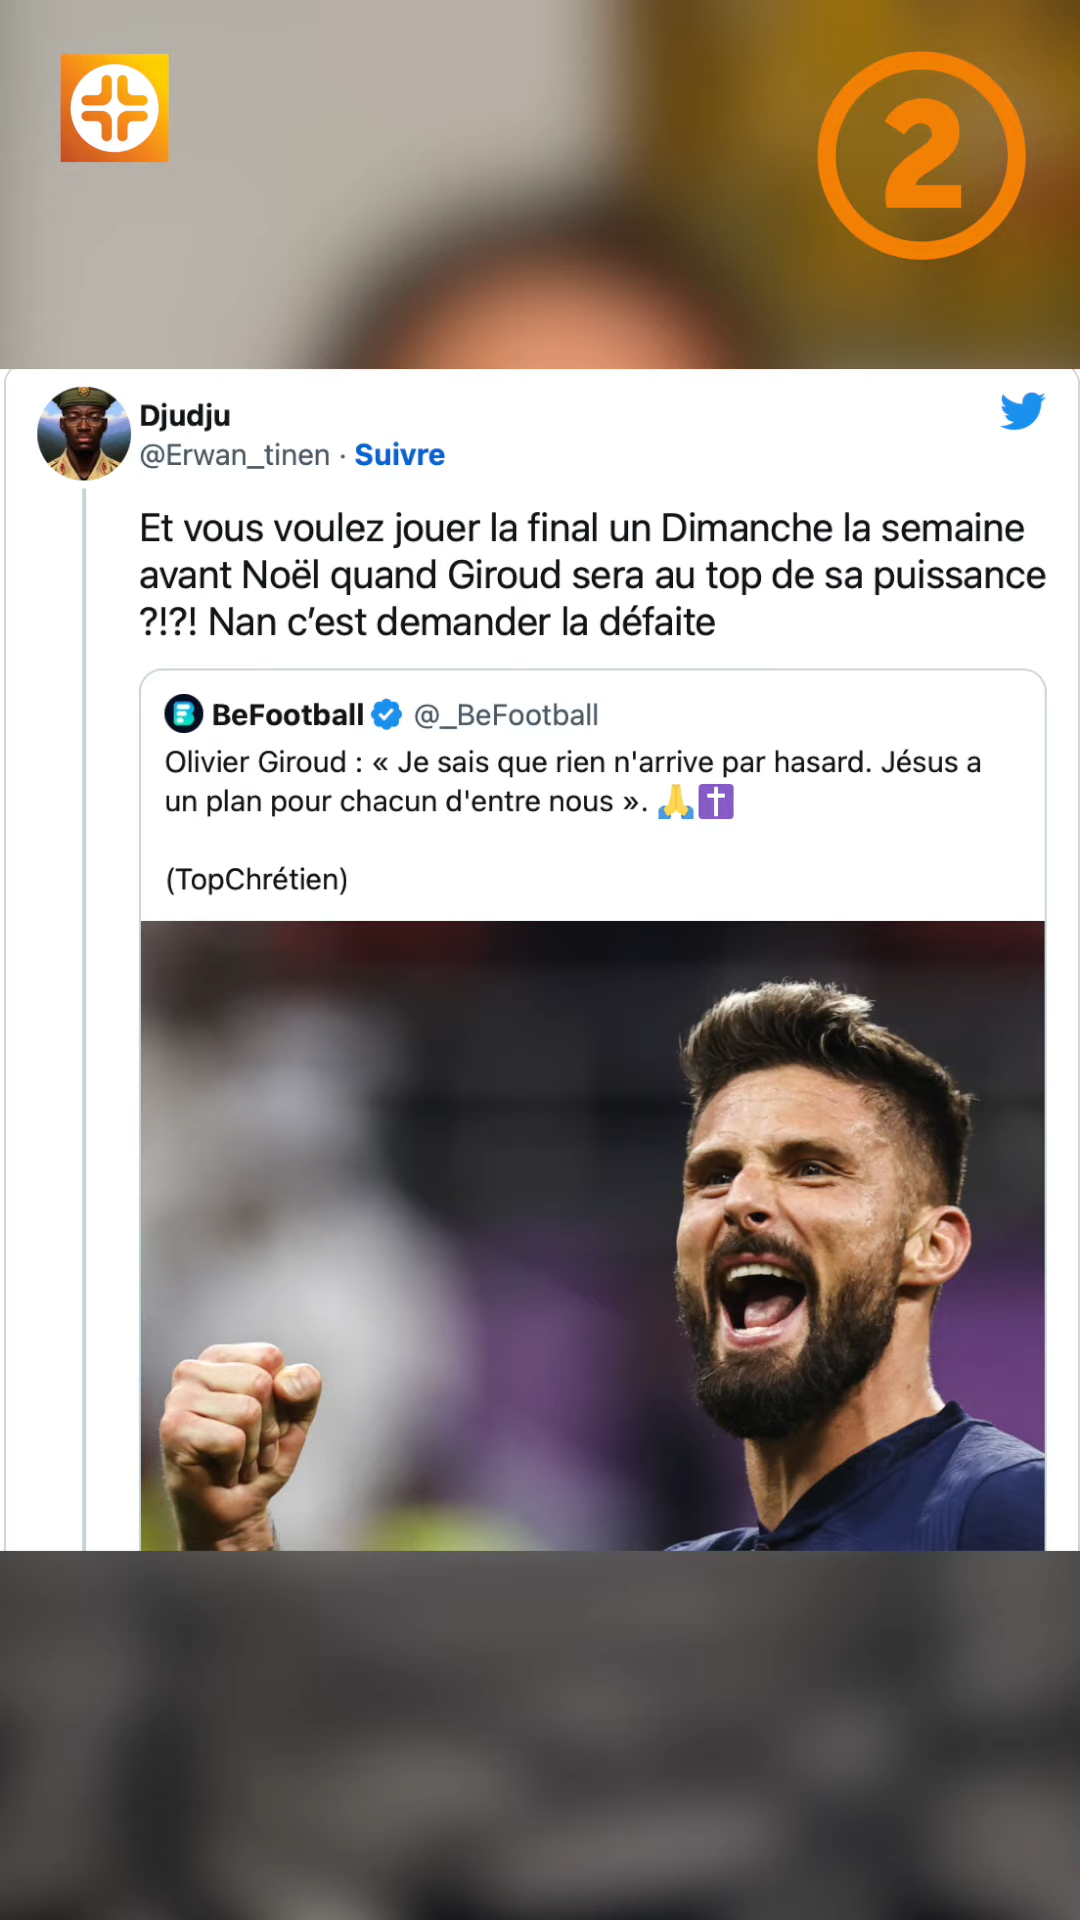 2
Djudju
@Erwan_tinen · Suivre
Et vous voulez jouer la final un Dimanche la semaine
avant Noël quand Giroud sera au top de sa puissance
?!?! Nan c’est demander la défaite
BeFootball @_BeFootball
Olivier Giroud : « Je sais que rien n'arrive par hasard. Jésus a
un plan pour chacun d'entre nous ». 🙏✝️
(TopChrétien)